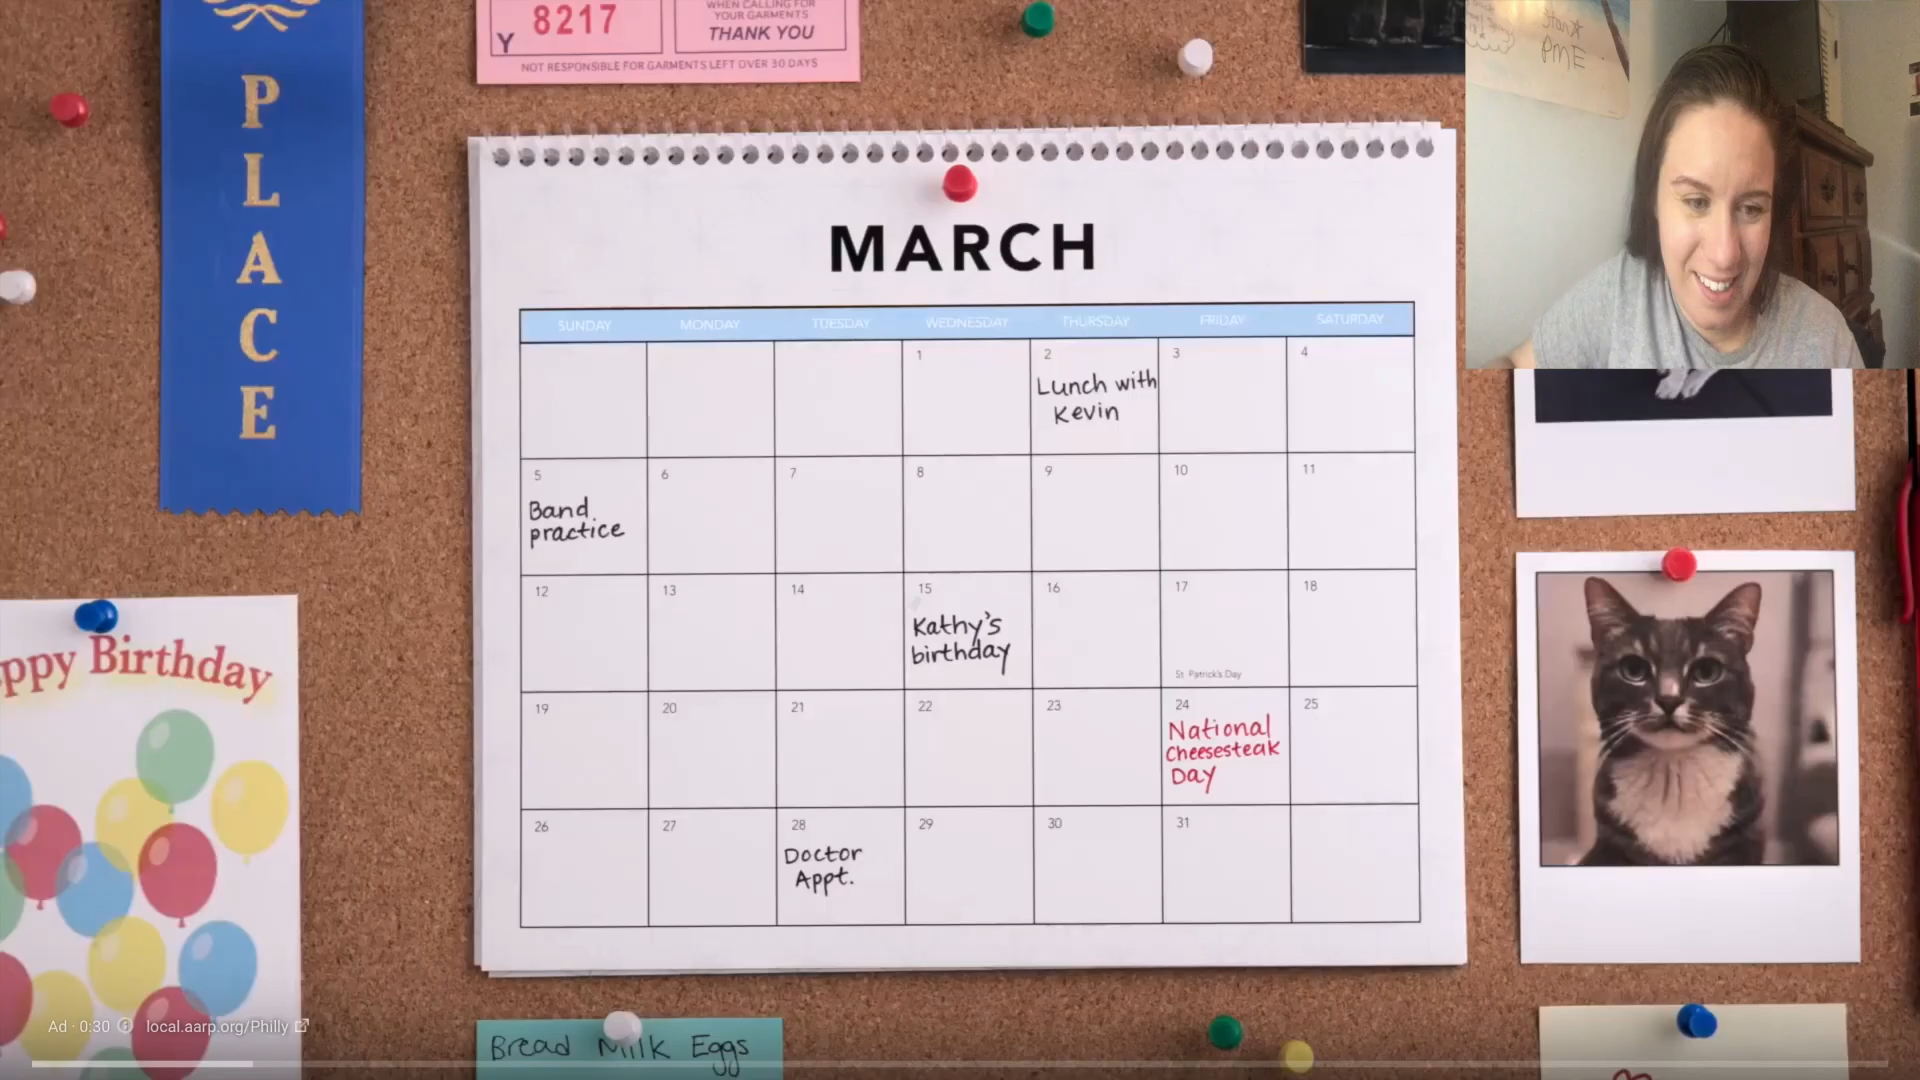 PLACE
8217
Y
WHEN CALLING FOR
YOUR GARMENTS
THANK YOU
NOT RESPONSIBLE FOR GARMENTS LEFT OVER 30 DAYS
PME
MARCH
SUNDAY MONDAY TUESDAY WEDNESDAY THURSDAY FRIDAY SATURDAY
1 2 3 4
Lunch with
Kevin
5 6 7 8 9 10 11
Band
practice
12 13 14 15 16 17 18
Kathy's
birthday
St. Patrick's Day
19 20 21 22 23 24 25
National
Cheesesteak
Day
26 27 28 29 30 31
Doctor
Appt.
ppy Birthday
Ad · 0:30 local.aarp.org/Philly
Bread Milk Eggs